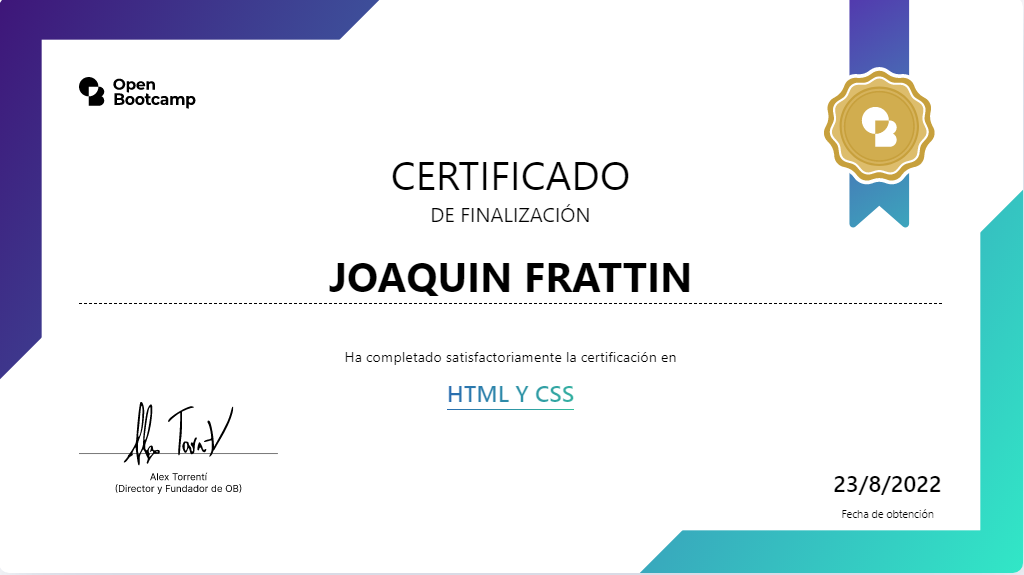 Open
Bootcamp
CERTIFICADO
DE FINALIZACIÓN
JOAQUIN FRATTIN
Ha completado satisfactoriamente la certificación en
HTML Y CSS
Alex Torrentí
(Director y Fundador de OB)
23/8/2022
Fecha de obtención